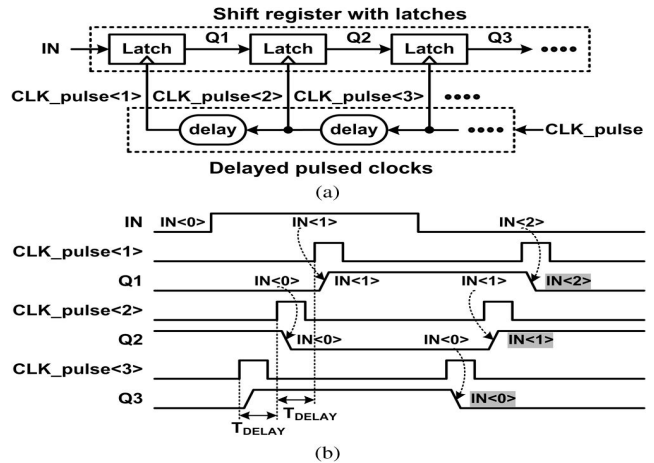 Shift register with latches
IN Latch Q1 Latch Q2 Latch Q3
CLK_pulse<1> CLK_pulse<2> CLK_pulse<3>
delay delay CLK_pulse
Delayed pulsed clocks
(a)
IN IN<0> IN<1> IN<2>
CLK_pulse<1>
Q1 IN<0> IN<1> IN<1> IN<2>
CLK_pulse<2>
Q2 IN<0> IN<0> IN<1>
CLK_pulse<3>
Q3 IN<0>
TDELAY TDELAY
(b)